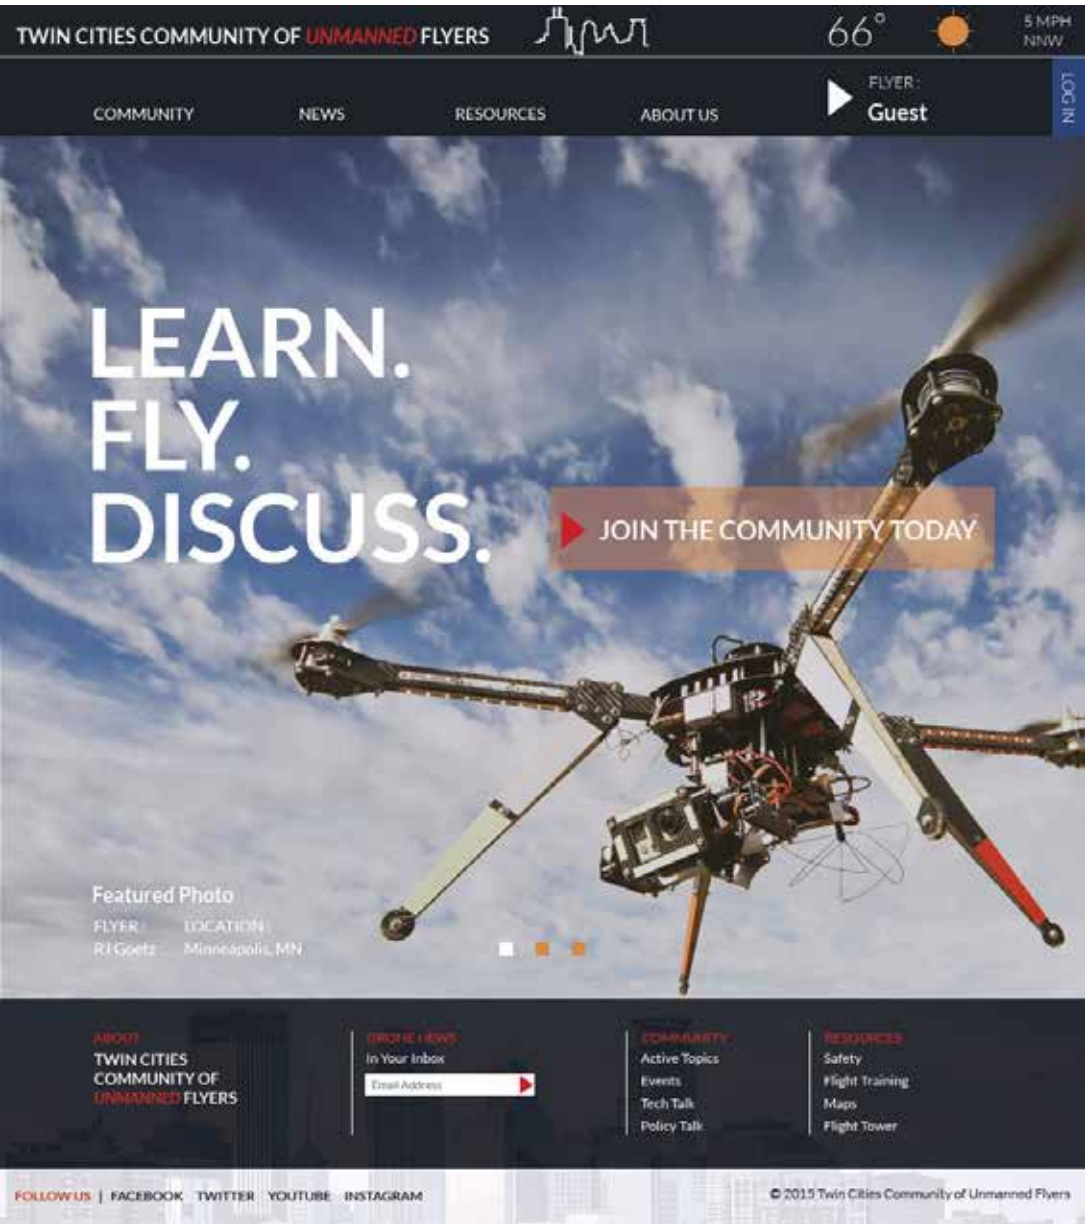 TWIN CITIES COMMUNITY OF UNMANNED FLYERS
66°
5 MPH
NNW
COMMUNITY
NEWS
RESOURCES
ABOUT US
FLYER:
Guest
LOG IN
LEARN.
FLY.
DISCUSS.
JOIN THE COMMUNITY TODAY
Featured Photo
FLYER: LOCATION:
RJ Goetz Minneapolis, MN
ABOUT
TWIN CITIES
COMMUNITY OF
UNMANNED FLYERS
DRONE NEWS
In Your Inbox
Email Address
COMMUNITY
Active Topics
Events
Tech Talk
Policy Talk
RESOURCES
Safety
Flight Training
Maps
Flight Tower
FOLLOW US | FACEBOOK TWITTER YOUTUBE INSTAGRAM
© 2015 Twin Cities Community of Unmanned Flyers